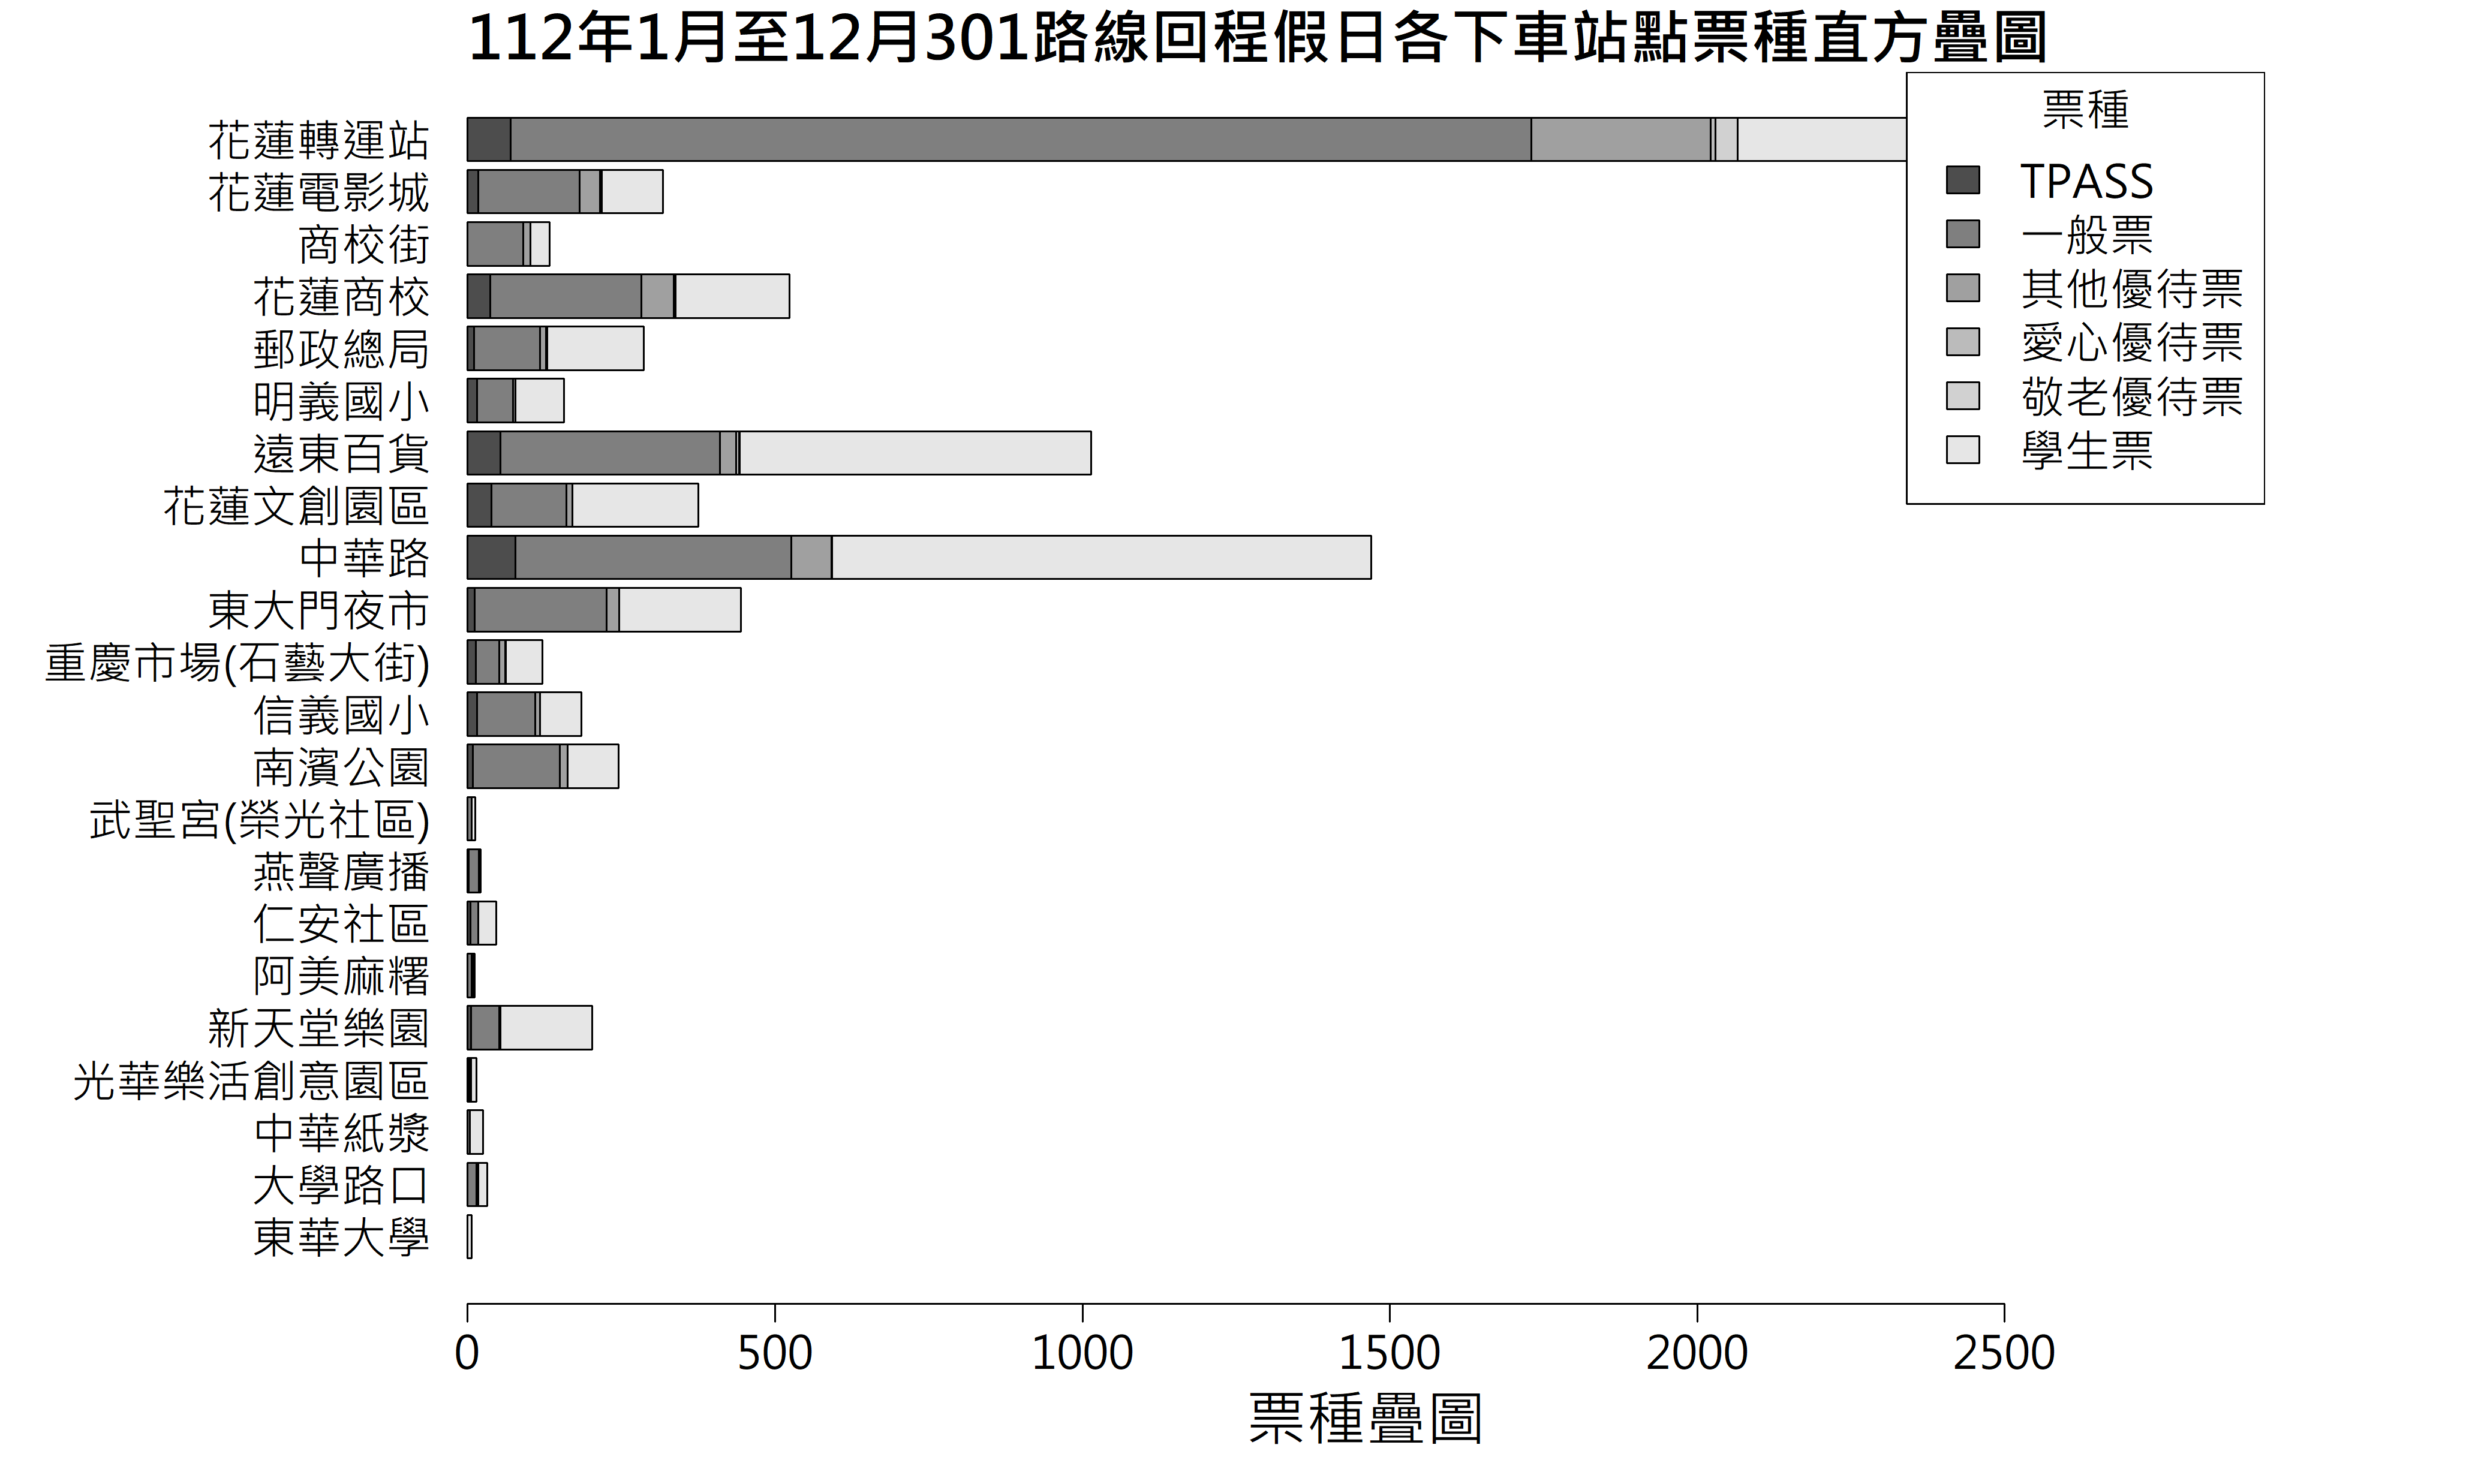 112年1月至12月301路線回程假日各下車站點票種直方疊圖
票種
TPASS
一般票
其他優待票
愛心優待票
敬老優待票
學生票
花蓮轉運站
花蓮電影城
商校街
花蓮商校
郵政總局
明義國小
遠東百貨
花蓮文創園區
中華路
東大門夜市
重慶市場(石藝大街)
信義國小
南濱公園
武聖宮(榮光社區)
燕聲廣播
仁安社區
阿美麻糬
新天堂樂園
光華樂活創意園區
中華紙漿
大學路口
東華大學
0 500 1000 1500 2000 2500
票種疊圖